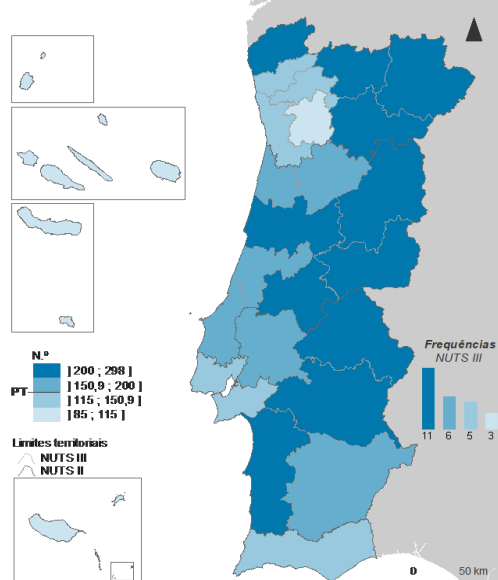 Frequências
NUTS III
11 6 5 3
N.º
] 200 ; 298 ]
] 150,9 ; 200 ]
PT
] 115 ; 150,9 ]
] 85 ; 115 ]
Limites territoriais
NUTS III
NUTS II
0 50 km